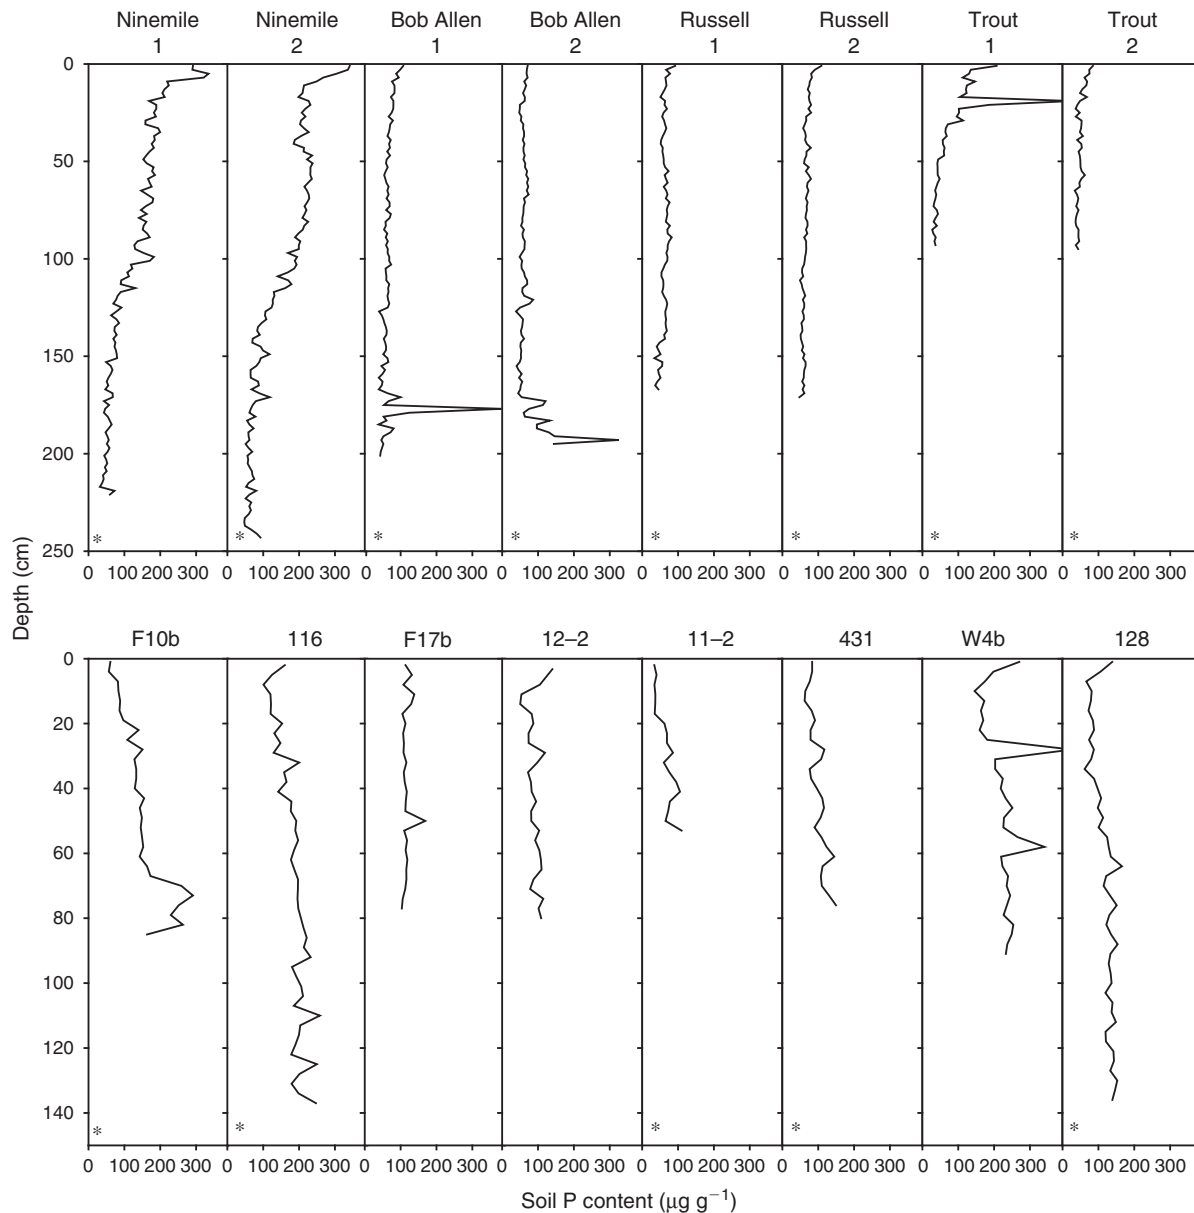 Ninemile 1
Ninemile 2
Bob Allen 1
Bob Allen 2
Russell 1
Russell 2
Trout 1
Trout 2
0
50
100
150
200
250
* * * * * * * *
0 100 200 300 0 100 200 300 0 100 200 300 0 100 200 300 0 100 200 300 0 100 200 300 0 100 200 300 0 100 200 300
Depth (cm)
F10b 116 F17b 12–2 11–2 431 W4b 128
0
20
40
60
80
100
120
140
* * * * *
0 100 200 300 0 100 200 300 0 100 200 300 0 100 200 300 0 100 200 300 0 100 200 300 0 100 200 300 0 100 200 300
Soil P content (μg g⁻¹)